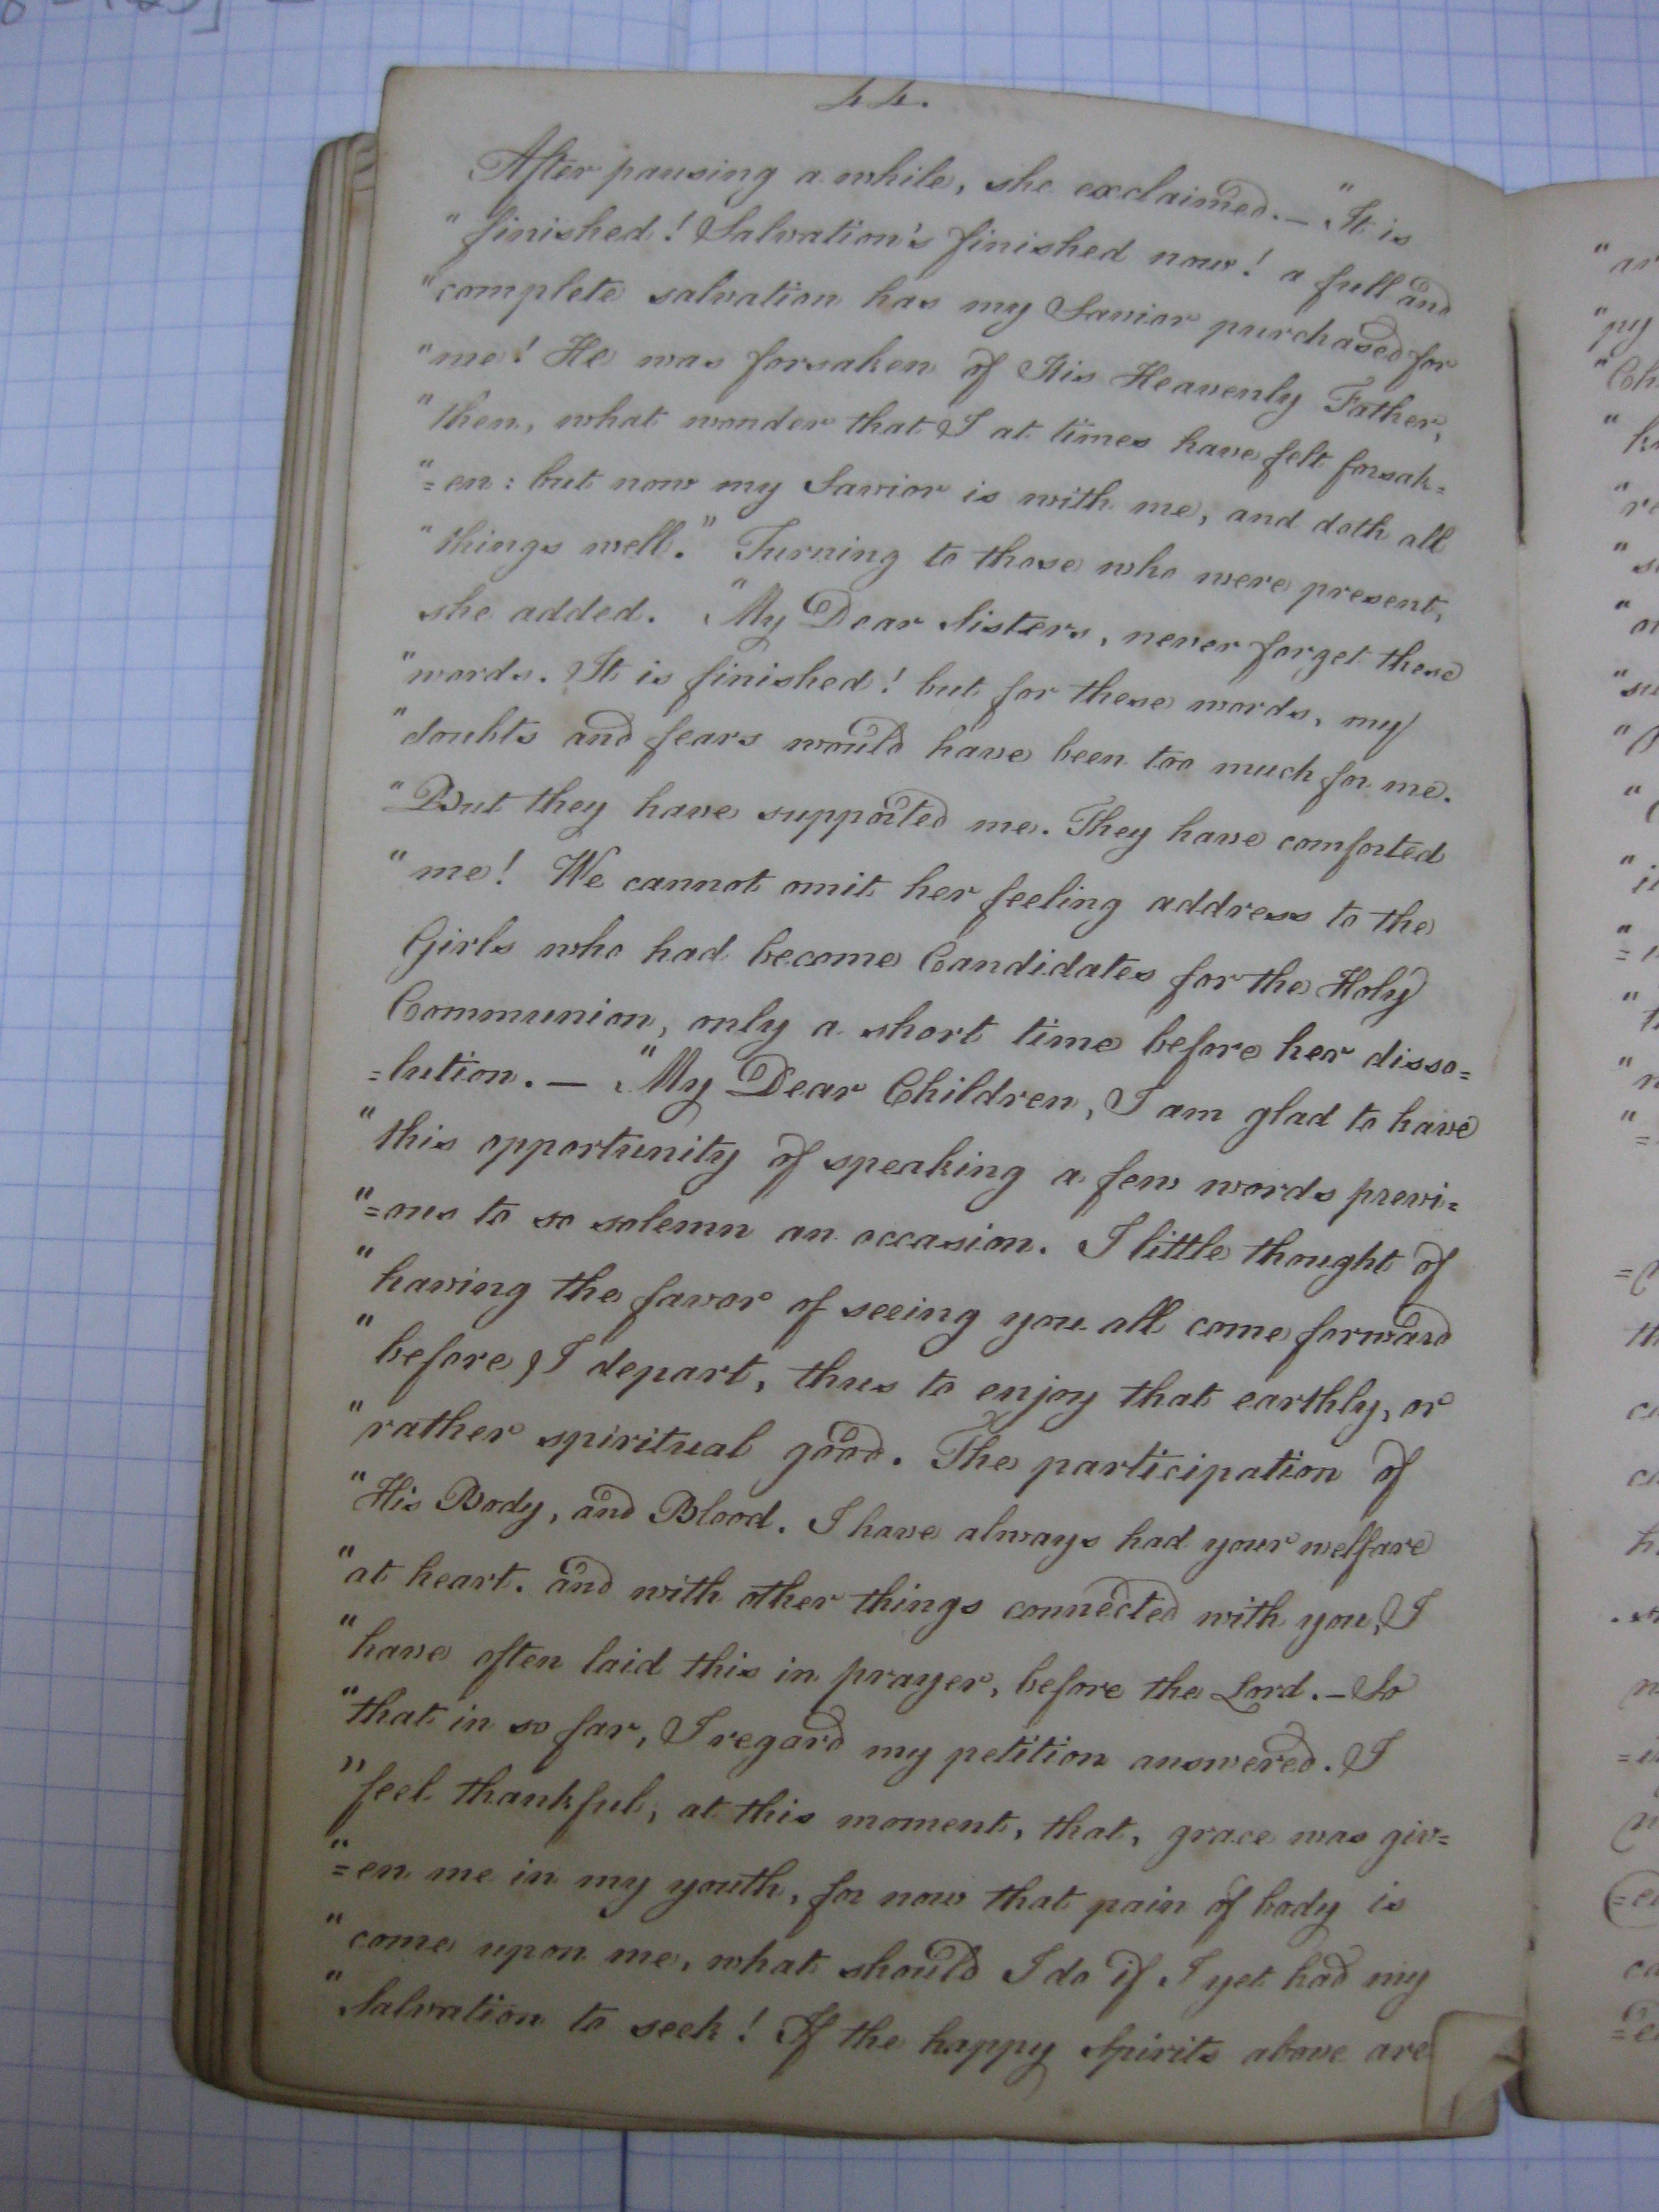 44.
After pausing a while, she exclaimed. — "It is
"finished! Salvation's finished now! a full and
"complete salvation has my Savior purchased for
"me! He was forsaken of His Heavenly Father,
"then, what wonder that I at times have felt forsak=
"=en: but now my Savior is with me, and doth all
"things well." Turning to those who were present,
she added. "My Dear Sisters, never forget these
"words. It is finished! but for these words, my
"doubts and fears would have been too much for me.
"But they have supported me. They have comforted
"me! We cannot omit her feeling address to the
Girls who had become Candidates for the Holy
Communion, only a short time before her disso=
=lution. — "My Dear Children, I am glad to have
"this opportunity of speaking a few words previ=
"=ous to so solemn an occasion. I little thought of
"having the favor of seeing you all come forward
"before I depart, thus to enjoy that earthly, or
"rather spiritual good. The participation of
"His Body, and Blood. I have always had your welfare
"at heart. and with other things connected with you, I
"have often laid this in prayer, before the Lord. — So
"that in so far, I regard my petition answered. I
"feel thankful, at this moment, that, grace was giv=
"=en me in my youth, for now that pain of body is
"come upon me, what should I do if I yet had my
"Salvation to seek! If the happy Spirits above are